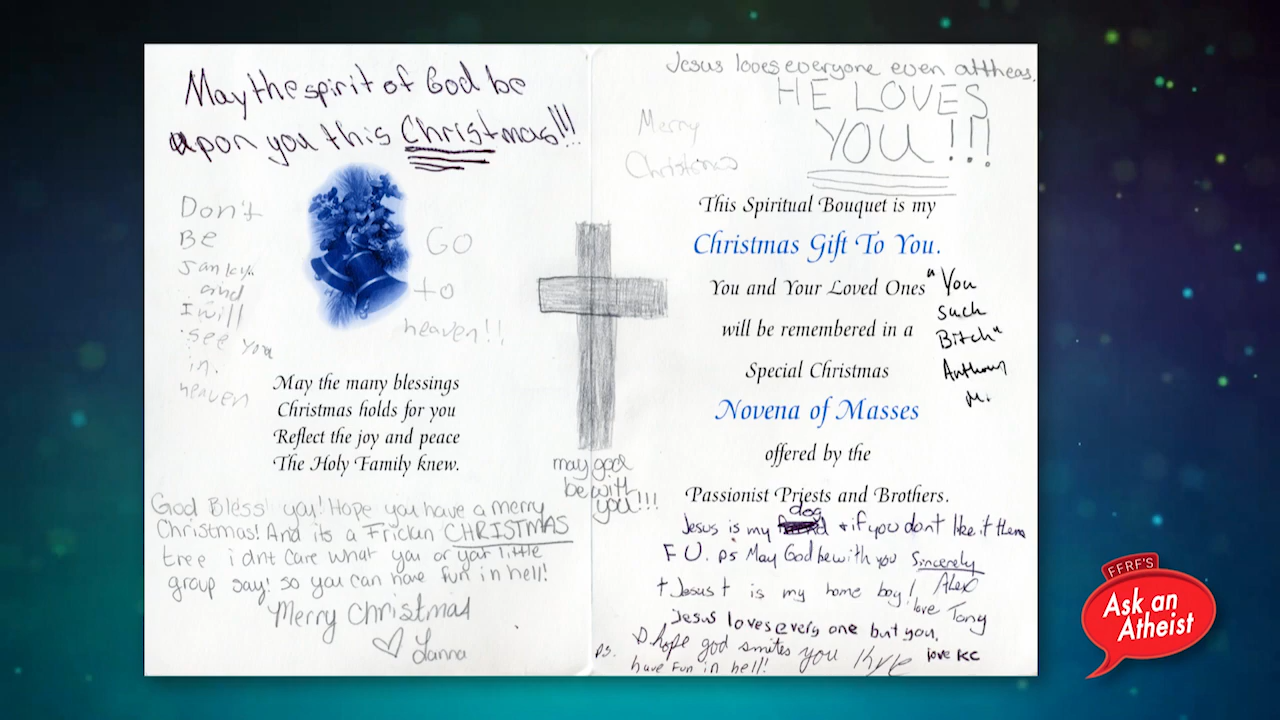 May the spirit of God be
upon you this Christmas!!!
Don't
Be
Janky.
and
I will
see you
in.
heaven
Go
to
heaven!!
May the many blessings
Christmas holds for you
Reflect the joy and peace
The Holy Family knew.
God Bless you! Hope you have a merry
Christmas! And its a Frickin CHRISTMAS
tree i dnt care what you or your little
group say! so you can have fun in hell!
Merry Christmas
♡ Lanna
may god
be with
you!!!
Jesus loves everyone even attheas.
HE LOVES
YOU!!!
Merry
Christmas
This Spiritual Bouquet is my
Christmas Gift To You.
You and Your Loved Ones
will be remembered in a
Special Christmas
Novena of Masses
offered by the
Passionist Priests and Brothers.
"You
such
Bitch"
Anthony
M.
Jesus is my dog + if you don't like it then
F U. ps May God be with you Sincerely
Alex
†Jesus† is my home boy! love Tony
Jesus loves every one but you.
love KC
ps. I hope god smites you Kyle
have fun in hell!
FFRF'S
Ask an
Atheist